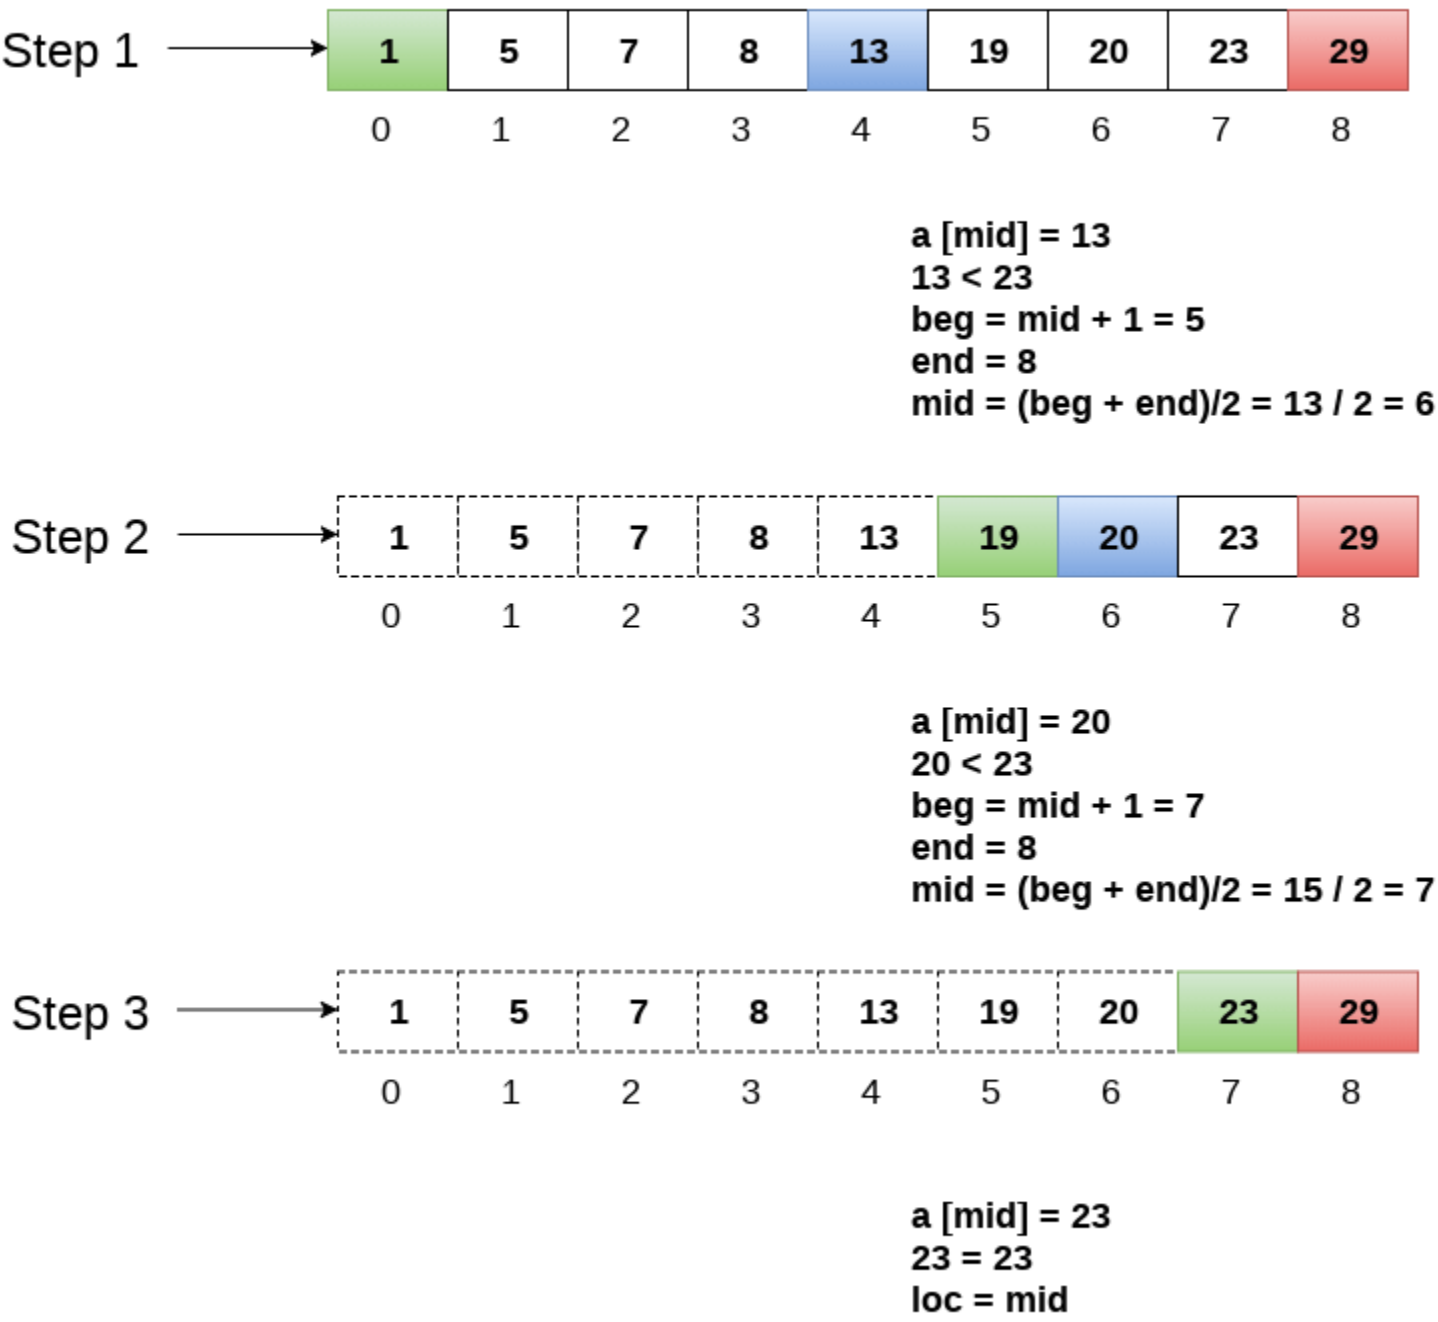 Step 1 1 5 7 8 13 19 20 23 29
0 1 2 3 4 5 6 7 8
a [mid] = 13
13 < 23
beg = mid + 1 = 5
end = 8
mid = (beg + end)/2 = 13 / 2 = 6
Step 2 1 5 7 8 13 19 20 23 29
0 1 2 3 4 5 6 7 8
a [mid] = 20
20 < 23
beg = mid + 1 = 7
end = 8
mid = (beg + end)/2 = 15 / 2 = 7
Step 3 1 5 7 8 13 19 20 23 29
0 1 2 3 4 5 6 7 8
a [mid] = 23
23 = 23
loc = mid